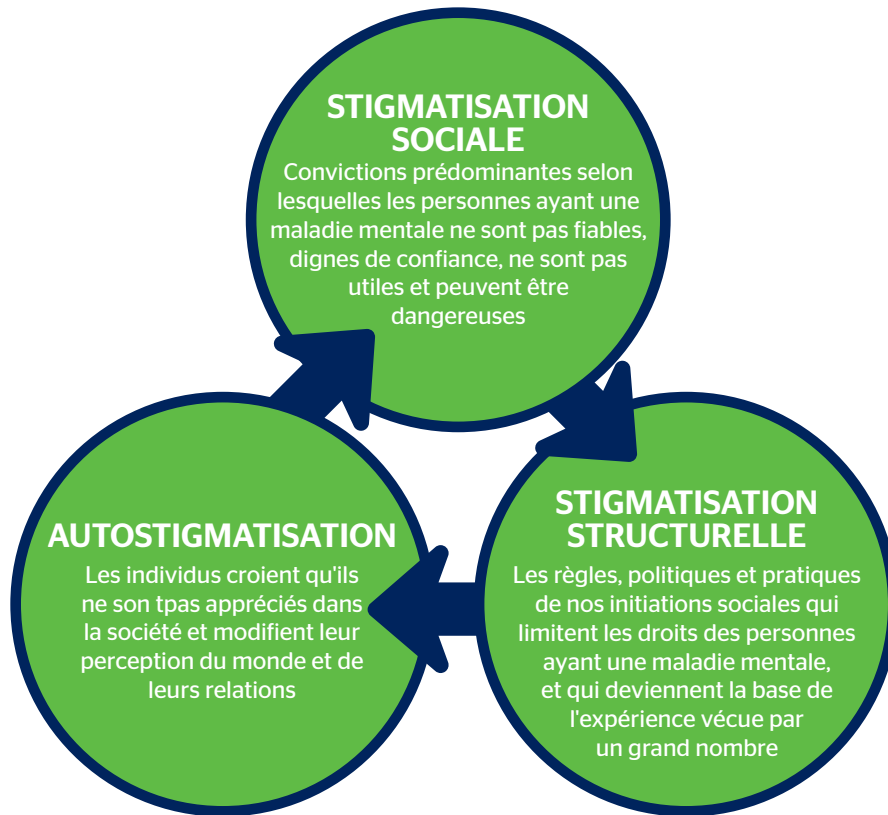 STIGMATISATION
SOCIALE
Convictions prédominantes selon
lesquelles les personnes ayant une
maladie mentale ne sont pas fiables,
dignes de confiance, ne sont pas
utiles et peuvent être
dangereuses
STIGMATISATION
STRUCTURELLE
Les règles, politiques et pratiques
de nos initiations sociales qui
limitent les droits des personnes
ayant une maladie mentale,
et qui deviennent la base de
l'expérience vécue par
un grand nombre
AUTOSTIGMATISATION
Les individus croient qu'ils
ne son tpas appréciés dans
la société et modifient leur
perception du monde et de
leurs relations